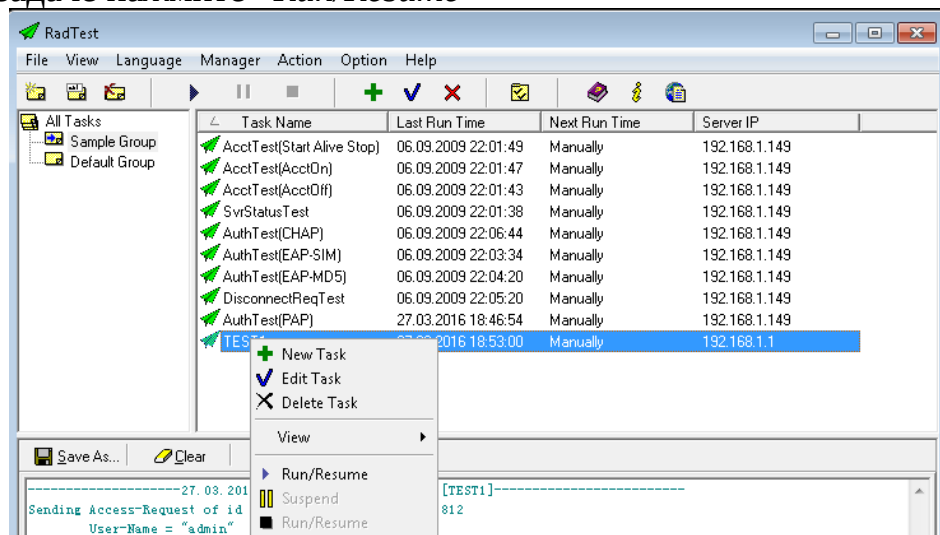 задаче нажмите "Run/Resume"
RadTest
File View Language Manager Action Option Help
All Tasks
Sample Group
Default Group
Task Name Last Run Time Next Run Time Server IP
AcctTest(Start Alive Stop) 06.09.2009 22:01:49 Manually 192.168.1.149
AcctTest(AcctOn) 06.09.2009 22:01:47 Manually 192.168.1.149
AcctTest(AcctOff) 06.09.2009 22:01:43 Manually 192.168.1.149
SvrStatusTest 06.09.2009 22:01:38 Manually 192.168.1.149
AuthTest(CHAP) 06.09.2009 22:06:44 Manually 192.168.1.149
AuthTest(EAP-SIM) 06.09.2009 22:03:34 Manually 192.168.1.149
AuthTest(EAP-MD5) 06.09.2009 22:04:20 Manually 192.168.1.149
DisconnectReqTest 06.09.2009 22:05:20 Manually 192.168.1.149
AuthTest(PAP) 27.03.2016 18:46:54 Manually 192.168.1.149
TEST1 2016 18:53:00 Manually 192.168.1.1
New Task
Edit Task
Delete Task
View
Run/Resume
Suspend
Run/Resume
Save As... Clear
--------------------27.03.201 [TEST1]-------------------------
Sending Access-Request of id 812
User-Name = "admin"